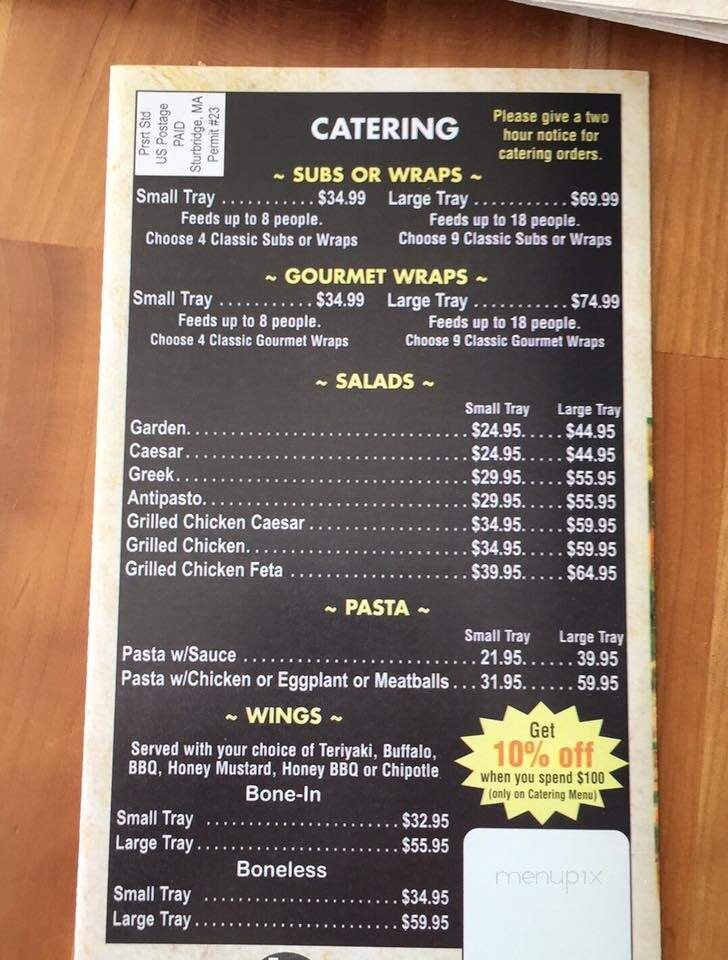 Prsrt Std
US Postage
PAID
Sturbridge, MA
Permit #23
CATERING
Please give a two
hour notice for
catering orders.
~ SUBS OR WRAPS ~
Small Tray ........... $34.99 Large Tray ........... $69.99
Feeds up to 8 people. Feeds up to 18 people.
Choose 4 Classic Subs or Wraps Choose 9 Classic Subs or Wraps
~ GOURMET WRAPS ~
Small Tray ........... $34.99 Large Tray ........... $74.99
Feeds up to 8 people. Feeds up to 18 people.
Choose 4 Classic Gourmet Wraps Choose 9 Classic Gourmet Wraps
~ SALADS ~
Small Tray Large Tray
Garden. $24.95. $44.95
Caesar. $24.95. $44.95
Greek. $29.95. $55.95
Antipasto. $29.95. $55.95
Grilled Chicken Caesar $34.95. $59.95
Grilled Chicken. $34.95. $59.95
Grilled Chicken Feta $39.95. $64.95
~ PASTA ~
Small Tray Large Tray
Pasta w/Sauce 21.95. 39.95
Pasta w/Chicken or Eggplant or Meatballs... 31.95. 59.95
~ WINGS ~
Served with your choice of Teriyaki, Buffalo,
BBQ, Honey Mustard, Honey BBQ or Chipotle
Bone-In
Small Tray $32.95
Large Tray. $55.95
Boneless
Small Tray $34.95
Large Tray. $59.95
Get
10% off
when you spend $100
(only on Catering Menu)
menupix